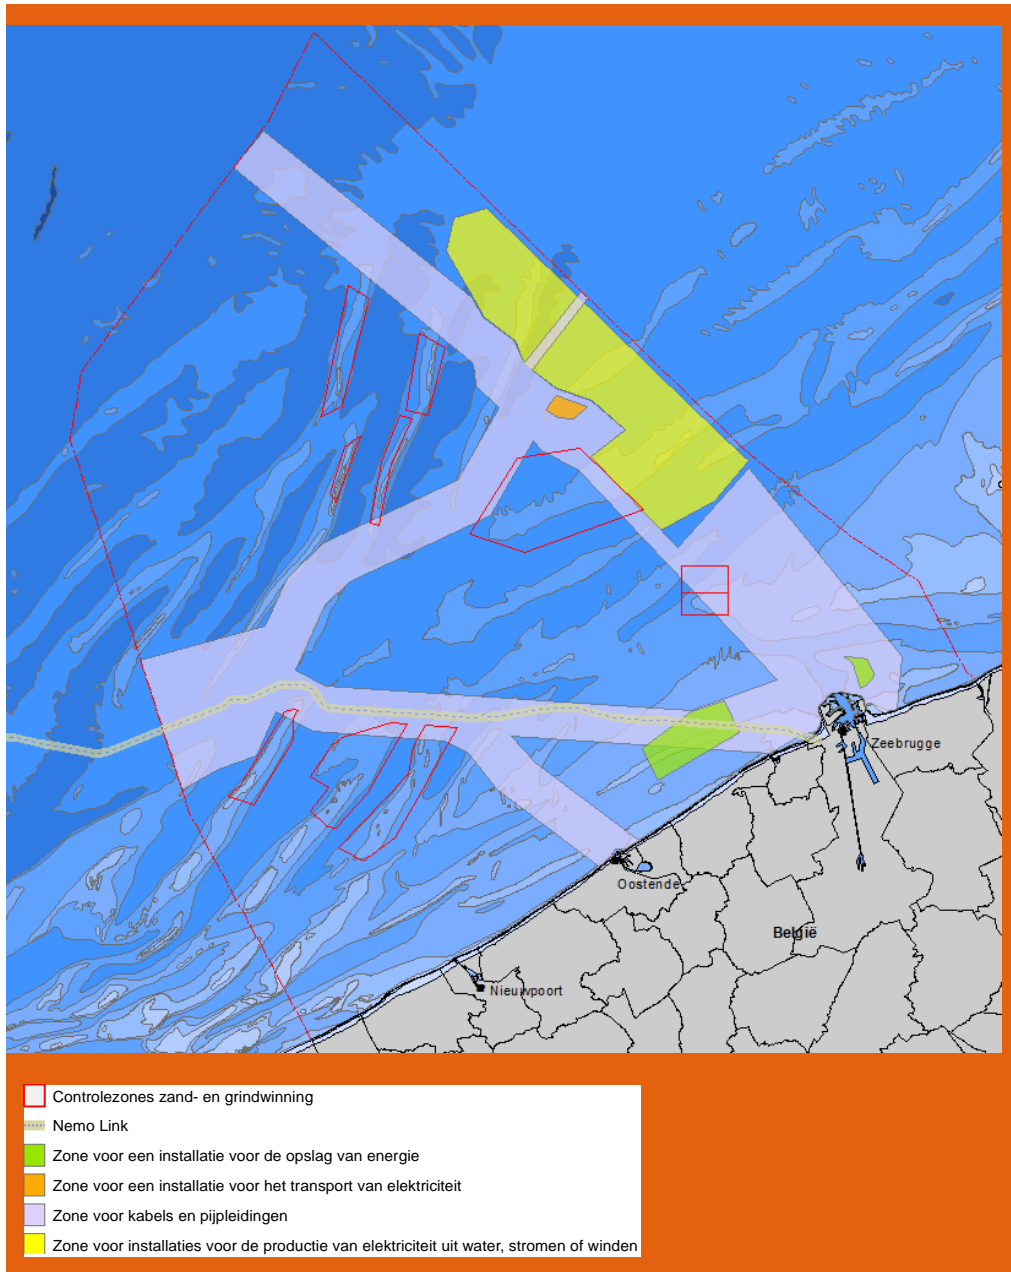 Zeebrugge
Oostende
België
Nieuwpoort
Controlezones zand- en grindwinning
Nemo Link
Zone voor een installatie voor de opslag van energie
Zone voor een installatie voor het transport van elektriciteit
Zone voor kabels en pijpleidingen
Zone voor installaties voor de productie van elektriciteit uit water, stromen of winden